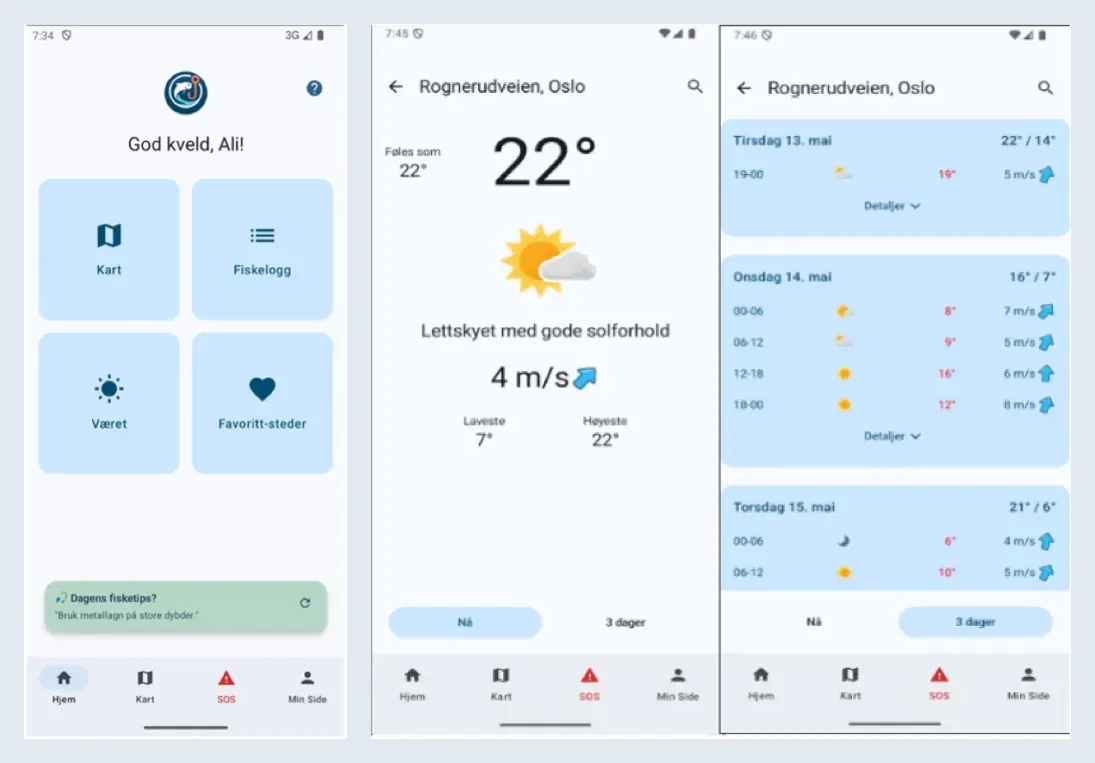 7:34
3G
God kveld, Ali!
Kart
Fiskelogg
Været
Favoritt-steder
Dagens fisketips?
"Bruk metallagn på store dybder."
Hjem
Kart
SOS
Min Side
7:45
Rognerudveien, Oslo
Føles som
22°
22°
Lettskyet med gode solforhold
4 m/s
Laveste
7°
Høyeste
22°
Nå
3 dager
Hjem
Kart
SOS
Min Side
7:46
Rognerudveien, Oslo
Tirsdag 13. mai 22° / 14°
19-00 19° 5 m/s
Detaljer
Onsdag 14. mai 16° / 7°
00-06 8° 7 m/s
06-12 9° 5 m/s
12-18 16° 6 m/s
18-00 12° 8 m/s
Detaljer
Torsdag 15. mai 21° / 6°
00-06 6° 4 m/s
06-12 10° 5 m/s
Nå
3 dager
Hjem
Kart
SOS
Min Side